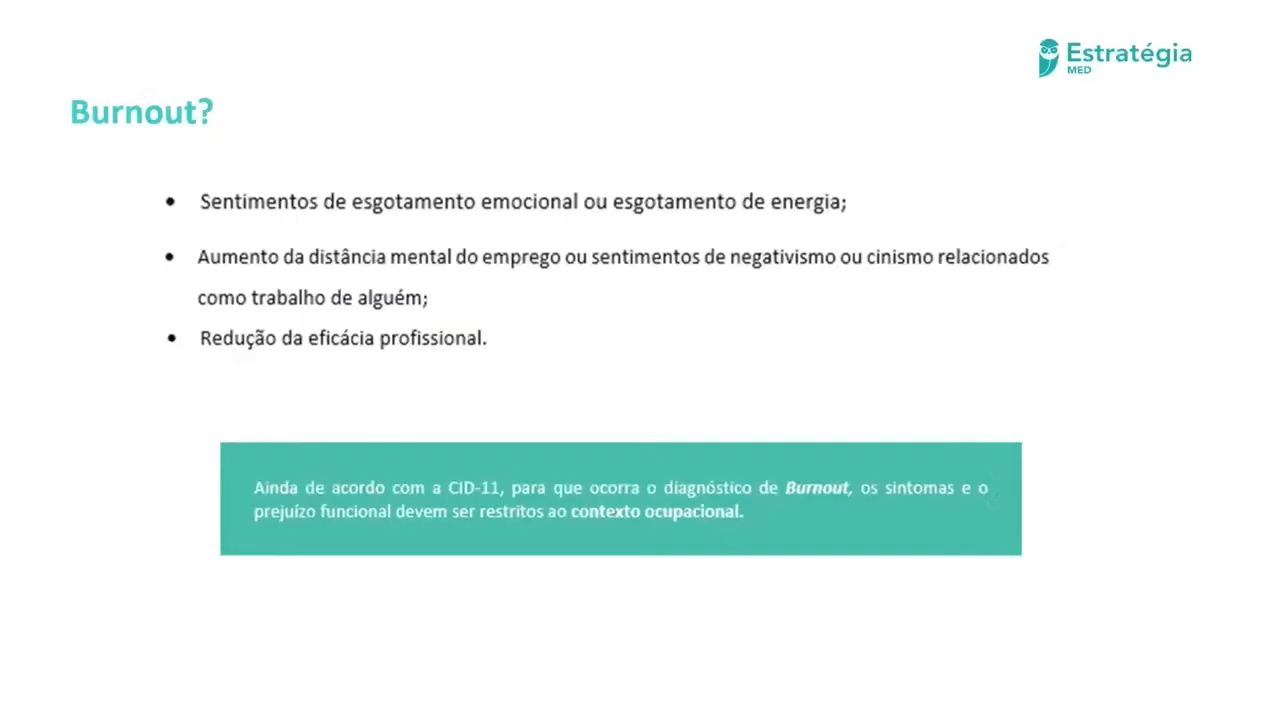 Estratégia
MED
Burnout?
• Sentimentos de esgotamento emocional ou esgotamento de energia;
• Aumento da distância mental do emprego ou sentimentos de negativismo ou cinismo relacionados
como trabalho de alguém;
• Redução da eficácia profissional.
Ainda de acordo com a CID-11, para que ocorra o diagnóstico de Burnout, os sintomas e o
prejuízo funcional devem ser restritos ao contexto ocupacional.